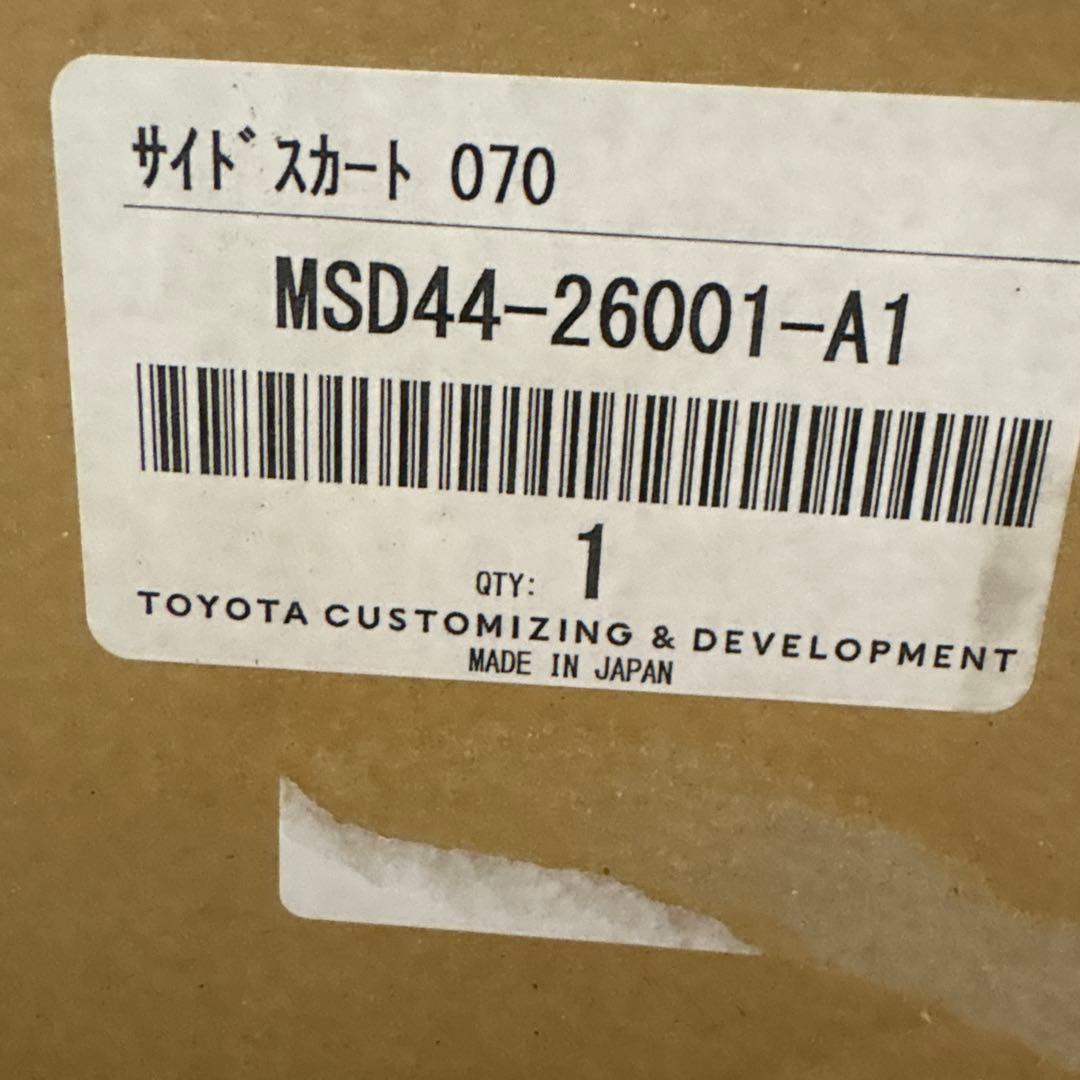 ｻｲﾄﾞｽｶｰﾄ 070
MSD44-26001-A1
QTY: 1
TOYOTA CUSTOMIZING & DEVELOPMENT
MADE IN JAPAN